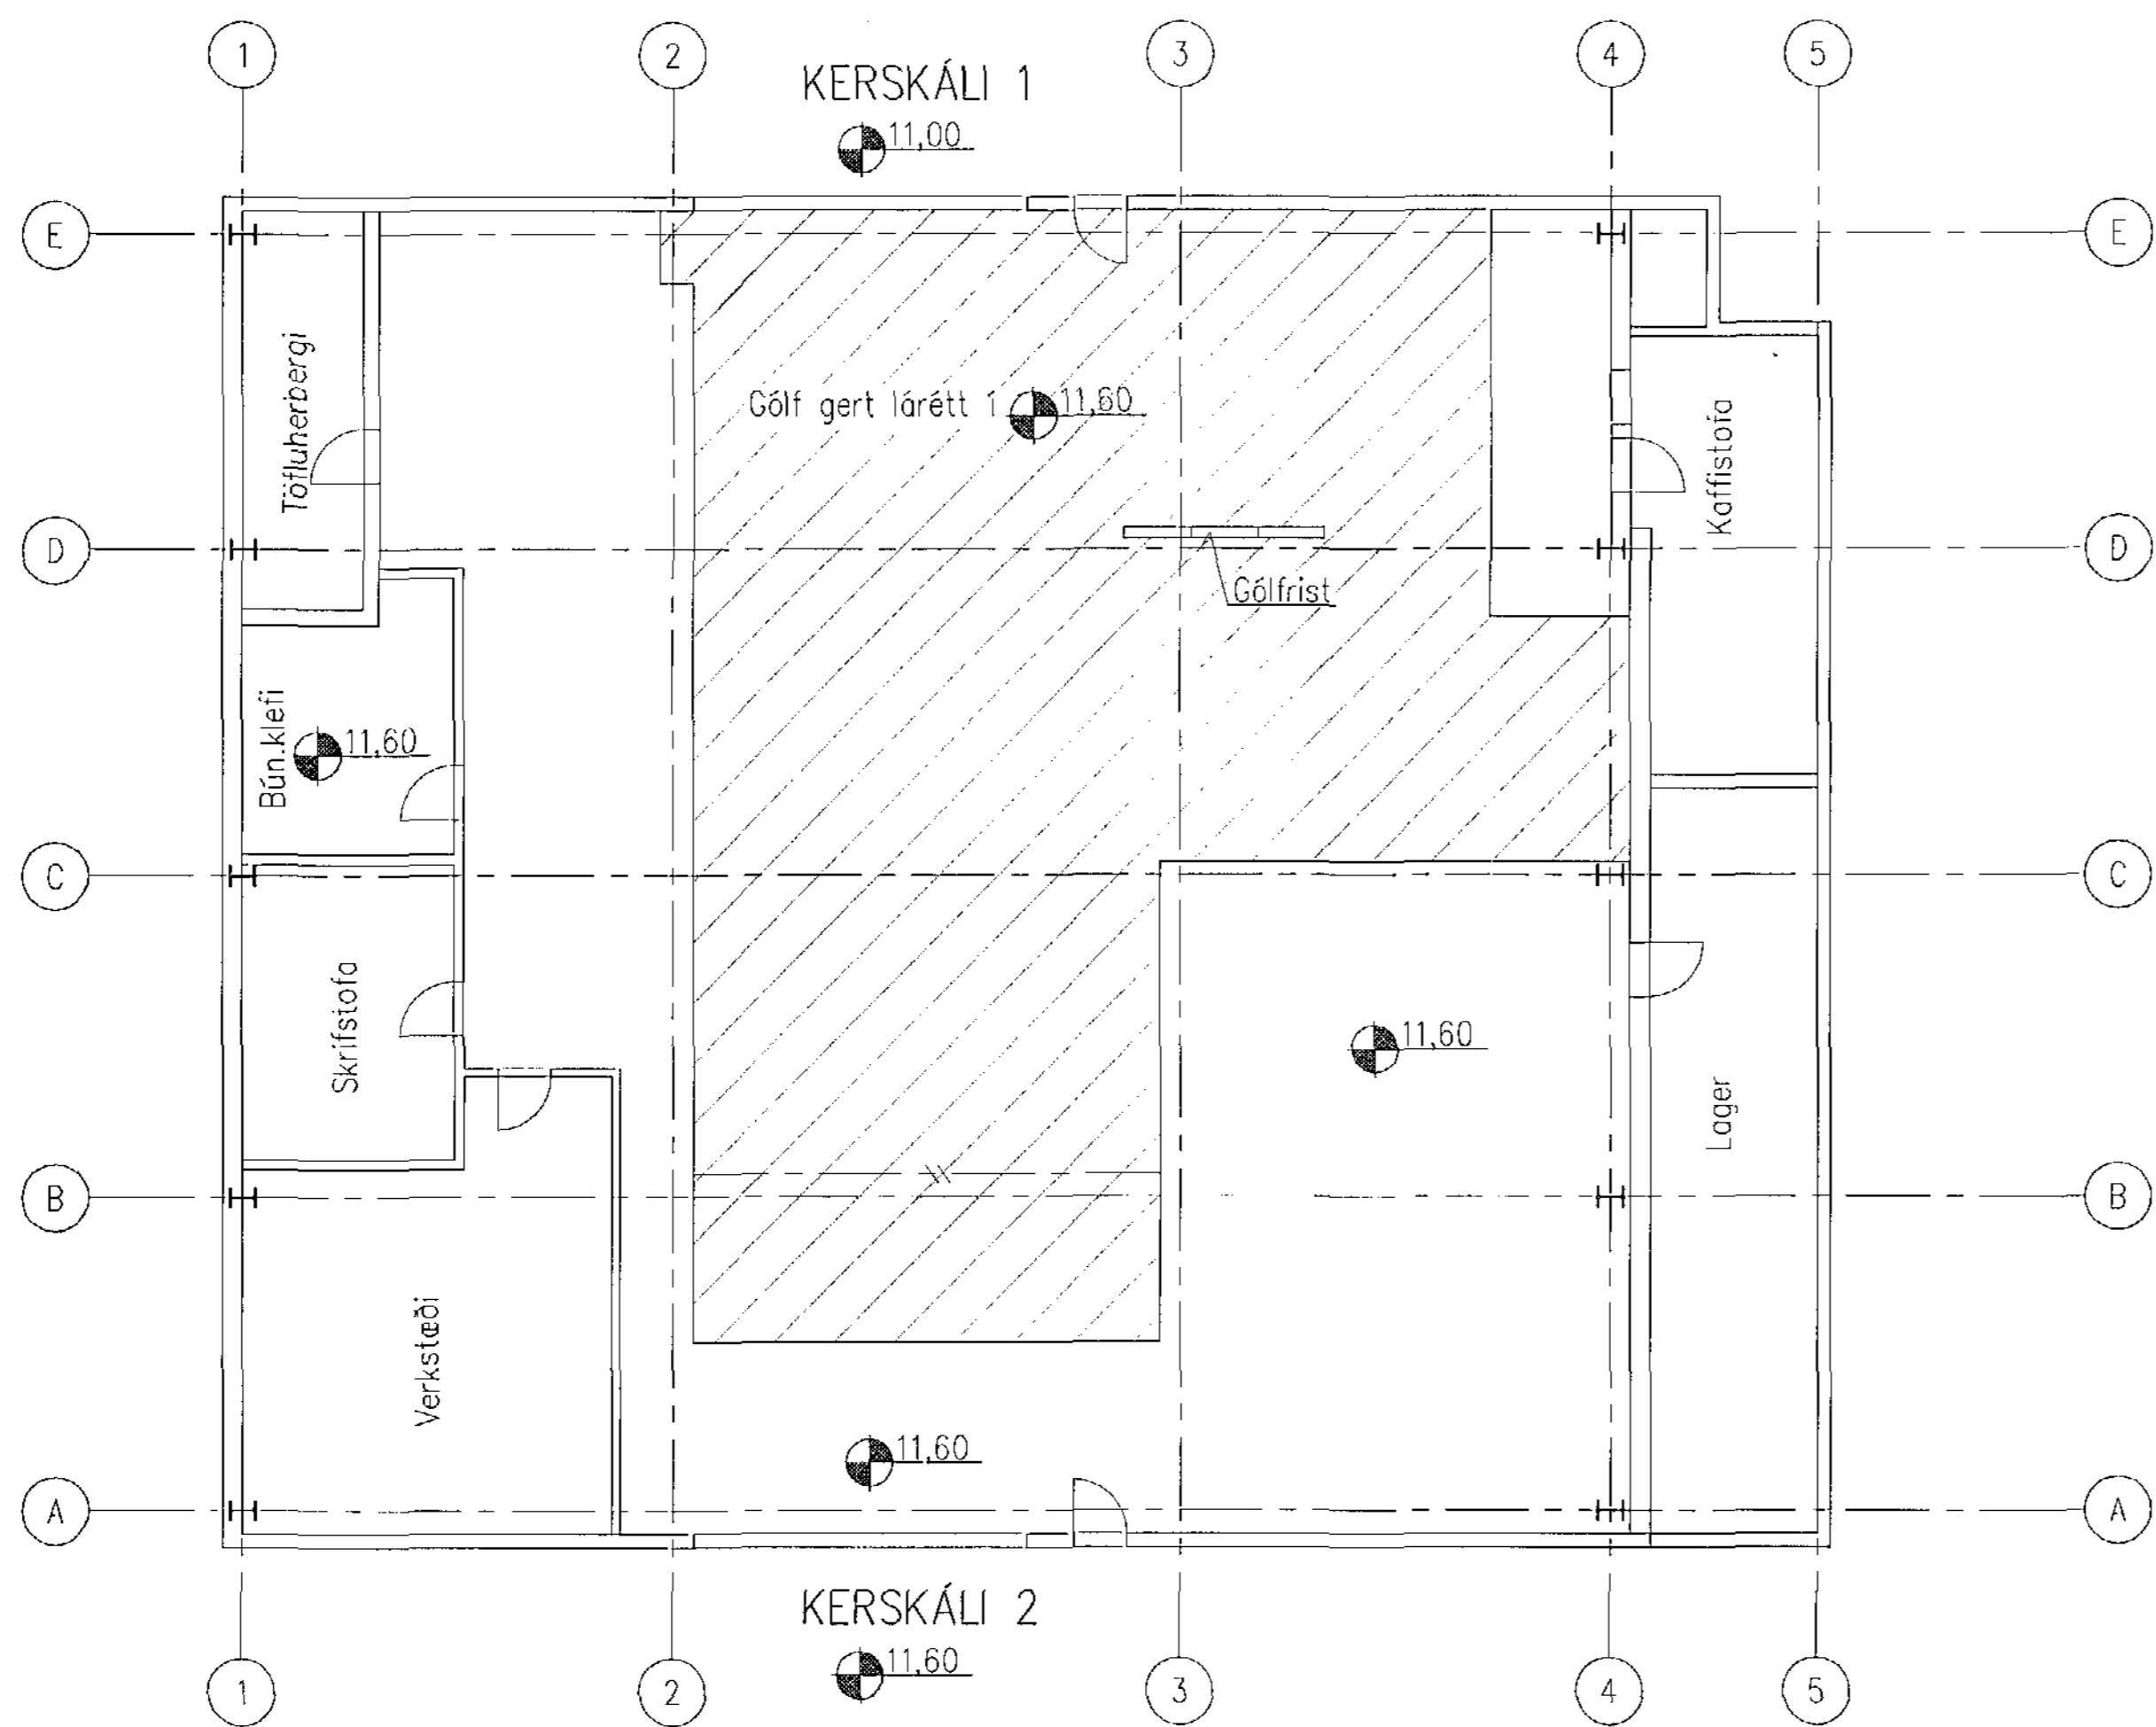 1 2 3 4 5
KERSKÁLI 1
11,00
E E
Töfluherbergi
Gólf gert lárétt 1 11,60
Kaffistofa
D D
Gólfrist
Bún.klefi
11,60
C C
Skrifstofa
11,60
Lager
B B
Verkstæði
11,60
A A
KERSKÁLI 2
11,60
1 2 3 4 5